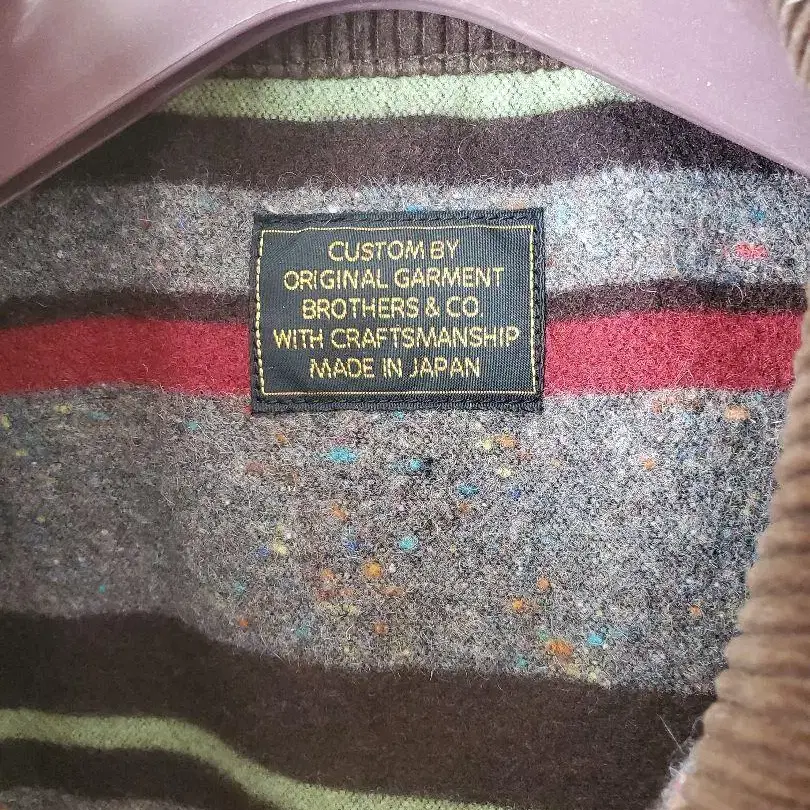 CUSTOM BY
ORIGINAL GARMENT
BROTHERS & CO.
WITH CRAFTSMANSHIP
MADE IN JAPAN